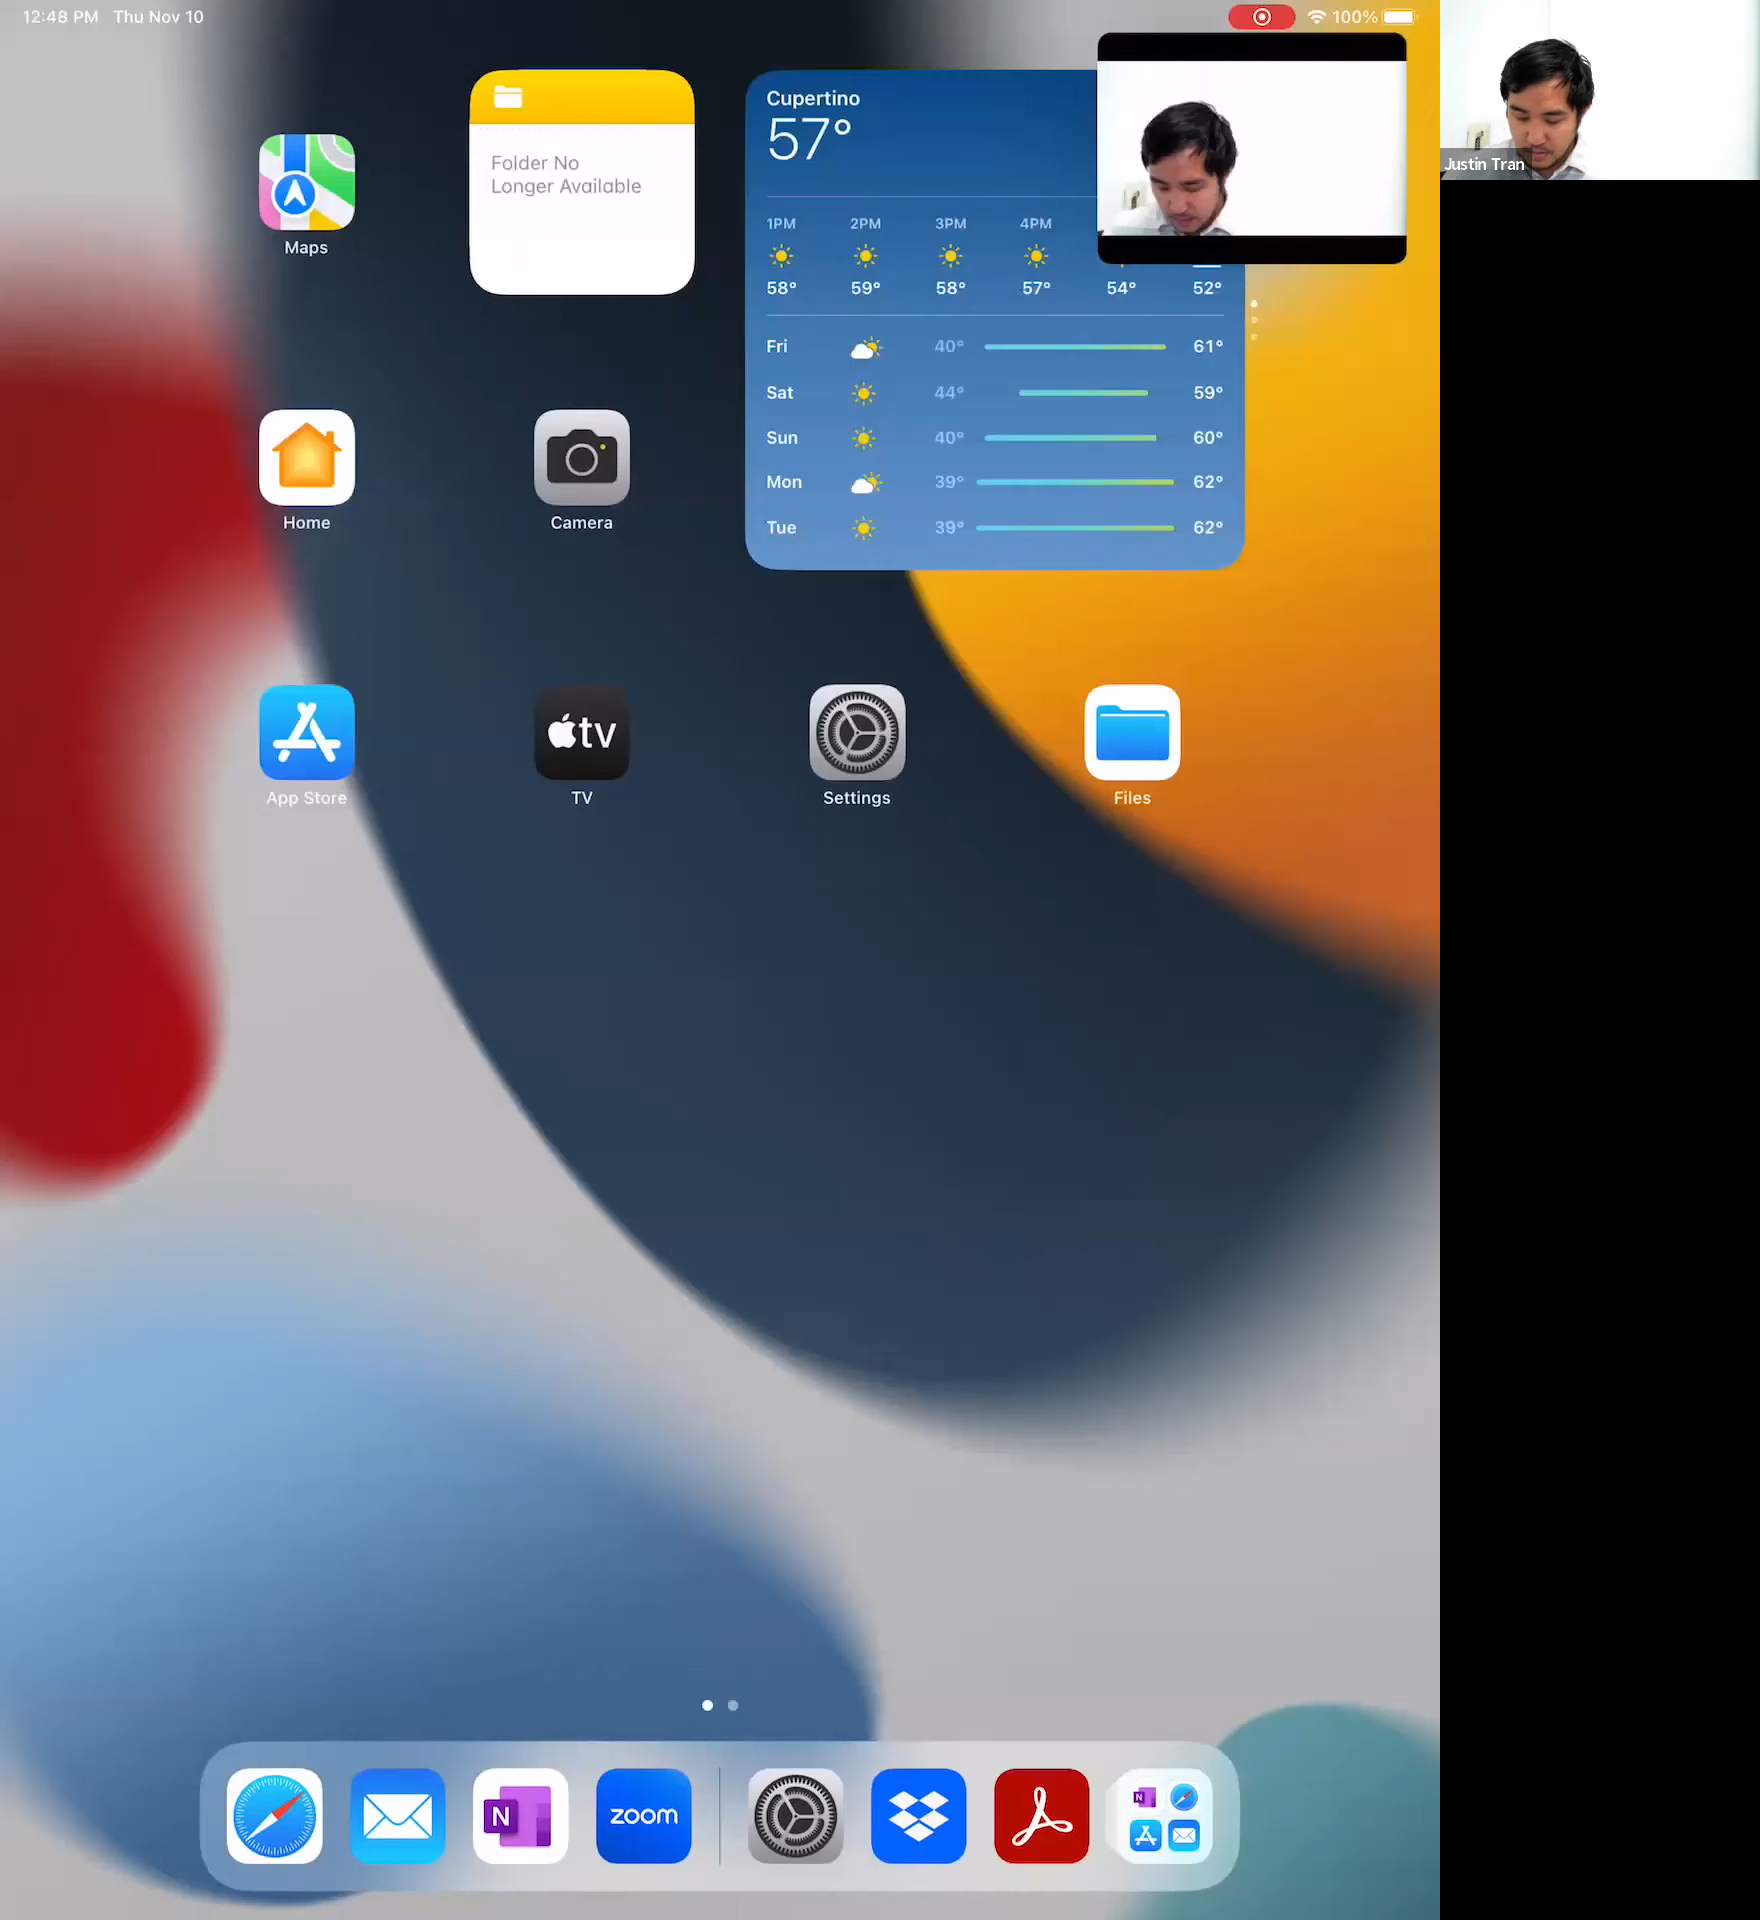 12:48 PM Thu Nov 10
100%
Justin Tran
Cupertino
57°
Folder No
Longer Available
Maps
1PM 2PM 3PM 4PM
58° 59° 58° 57° 54° 52°
Fri 40° 61°
Sat 44° 59°
Sun 40° 60°
Mon 39° 62°
Tue 39° 62°
Home
Camera
tv
App Store
TV
Settings
Files
N
zoom
N